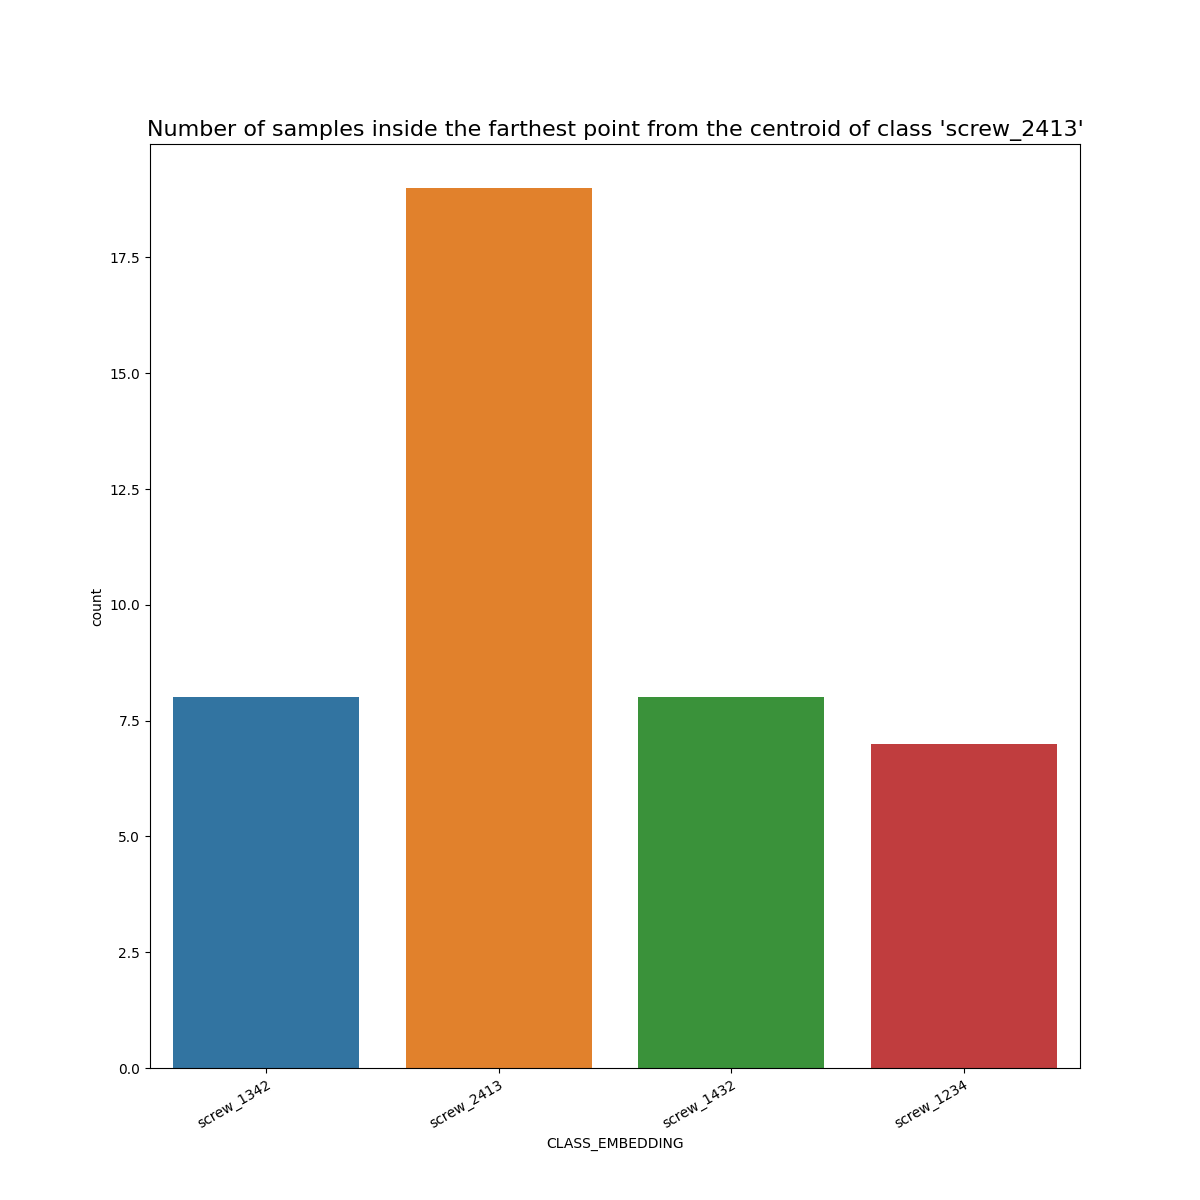 Number of samples inside the farthest point from the centroid of class 'screw_2413'
17.5
15.0
12.5
10.0
7.5
5.0
2.5
0.0
count
screw_1342
screw_2413
screw_1432
screw_1234
CLASS_EMBEDDING